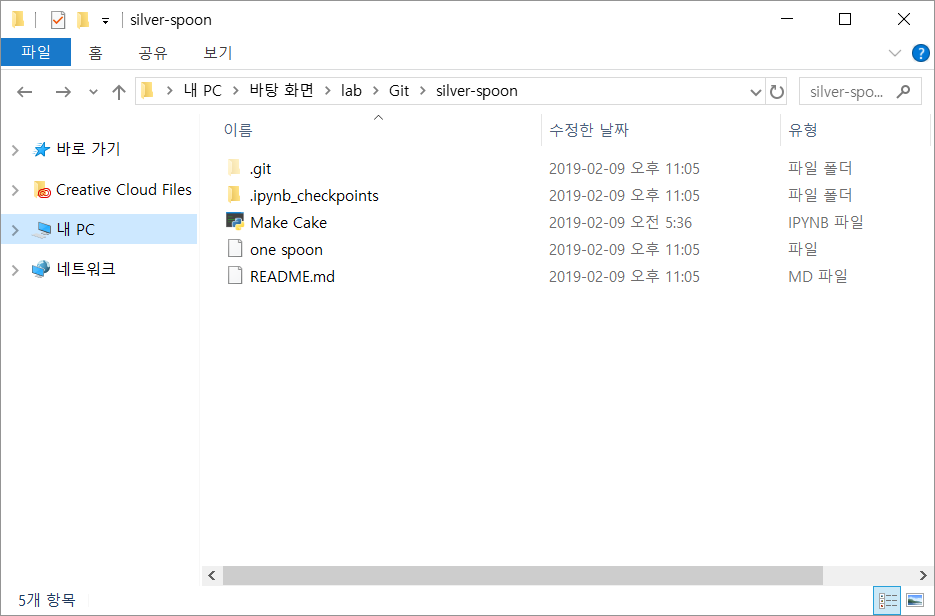 silver-spoon
파일 홈 공유 보기
내 PC 바탕 화면 lab Git silver-spoon silver-spo...
이름 수정한 날짜 유형
바로 가기
Creative Cloud Files
내 PC
네트워크
.git 2019-02-09 오후 11:05 파일 폴더
.ipynb_checkpoints 2019-02-09 오후 11:05 파일 폴더
Make Cake 2019-02-09 오전 5:36 IPYNB 파일
one spoon 2019-02-09 오후 11:05 파일
README.md 2019-02-09 오후 11:05 MD 파일
5개 항목